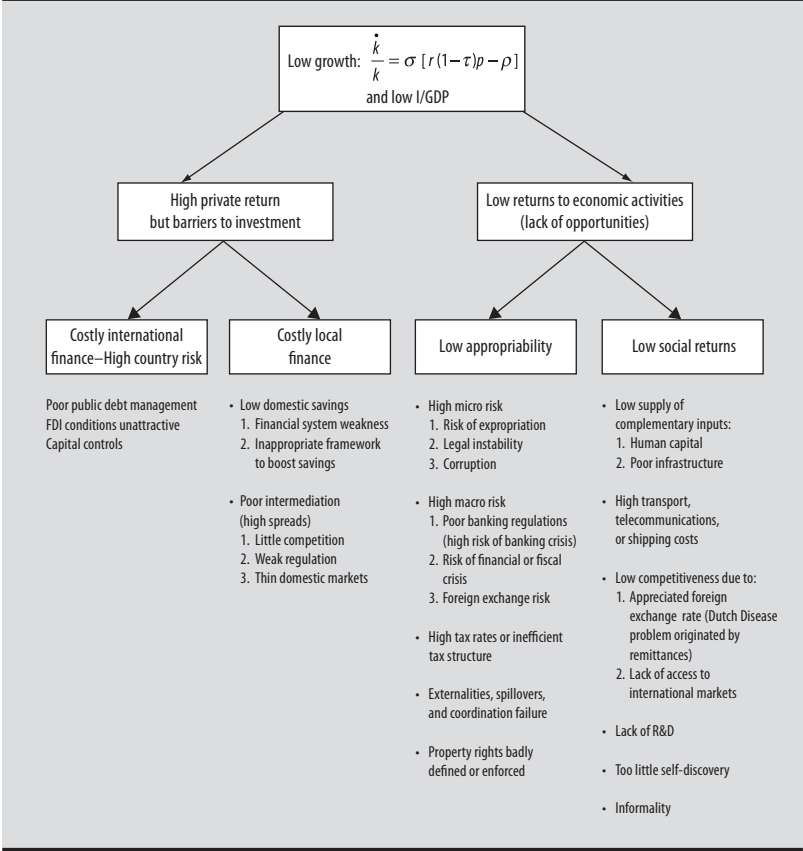 Low growth: k̇/k = σ [r(1−τ)p−ρ]
and low I/GDP
High private return
but barriers to investment
Low returns to economic activities
(lack of opportunities)
Costly international
finance–High country risk
Costly local
finance
Low appropriability
Low social returns
Poor public debt management
FDI conditions unattractive
Capital controls
• Low domestic savings
1. Financial system weakness
2. Inappropriate framework
to boost savings
• Poor intermediation
(high spreads)
1. Little competition
2. Weak regulation
3. Thin domestic markets
• High micro risk
1. Risk of expropriation
2. Legal instability
3. Corruption
• High macro risk
1. Poor banking regulations
(high risk of banking crisis)
2. Risk of financial or fiscal
crisis
3. Foreign exchange risk
• High tax rates or inefficient
tax structure
• Externalities, spillovers,
and coordination failure
• Property rights badly
defined or enforced
• Low supply of
complementary inputs:
1. Human capital
2. Poor infrastructure
• High transport,
telecommunications,
or shipping costs
• Low competitiveness due to:
1. Appreciated foreign
exchange rate (Dutch Disease
problem originated by
remittances)
2. Lack of access to
international markets
• Lack of R&D
• Too little self-discovery
• Informality